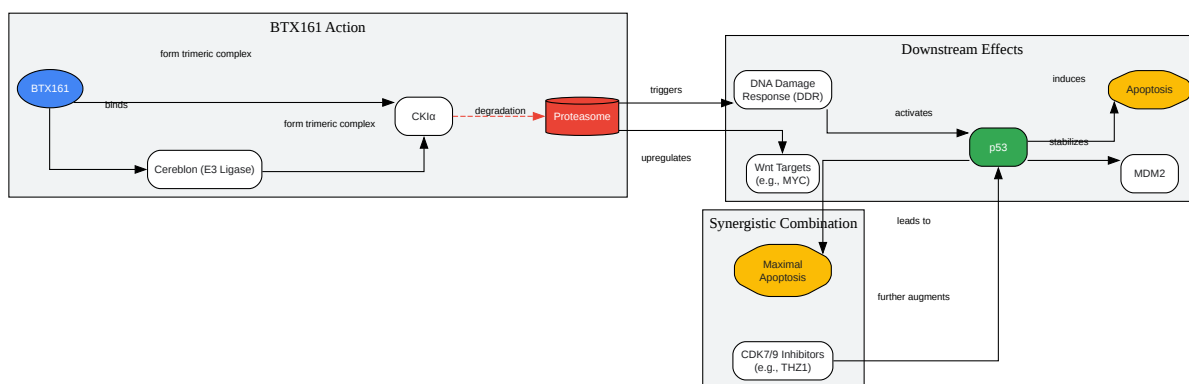 BTX161 Action
form trimeric complex
BTX161
binds
CKIα
form trimeric complex
Cereblon (E3 Ligase)
degradation
Proteasome
triggers
upregulates
Downstream Effects
DNA Damage
Response (DDR)
activates
induces
Apoptosis
p53
stabilizes
Wnt Targets
(e.g., MYC)
MDM2
Synergistic Combination
leads to
Maximal
Apoptosis
further augments
CDK7/9 Inhibitors
(e.g., THZ1)